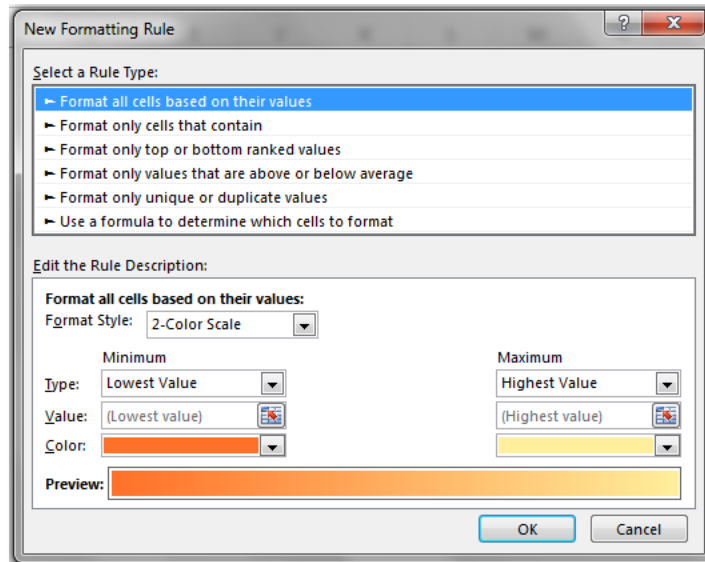 New Formatting Rule
?
Select a Rule Type:
► Format all cells based on their values
► Format only cells that contain
► Format only top or bottom ranked values
► Format only values that are above or below average
► Format only unique or duplicate values
► Use a formula to determine which cells to format
Edit the Rule Description:
Format all cells based on their values:
Format Style: 2-Color Scale
Minimum Maximum
Type: Lowest Value Highest Value
Value: (Lowest value) (Highest value)
Color:
Preview:
OK Cancel